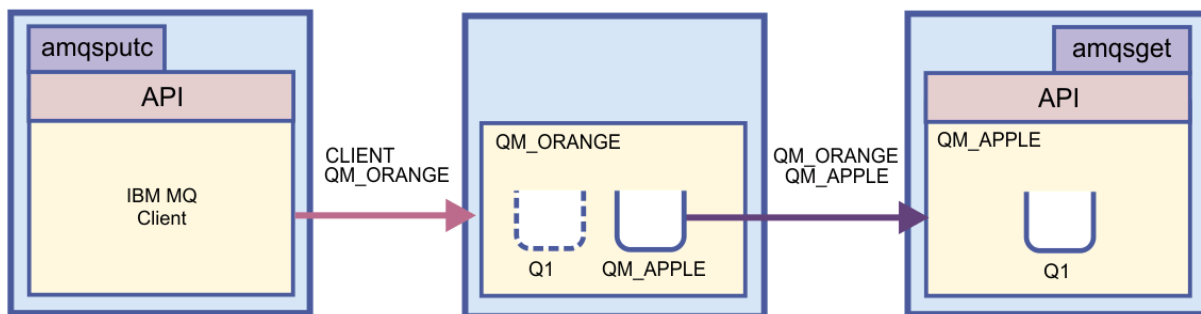 amqsputc
API
IBM MQ
Client
CLIENT
QM_ORANGE
QM_ORANGE
Q1
QM_APPLE
QM_ORANGE
QM_APPLE
amqsget
API
QM_APPLE
Q1